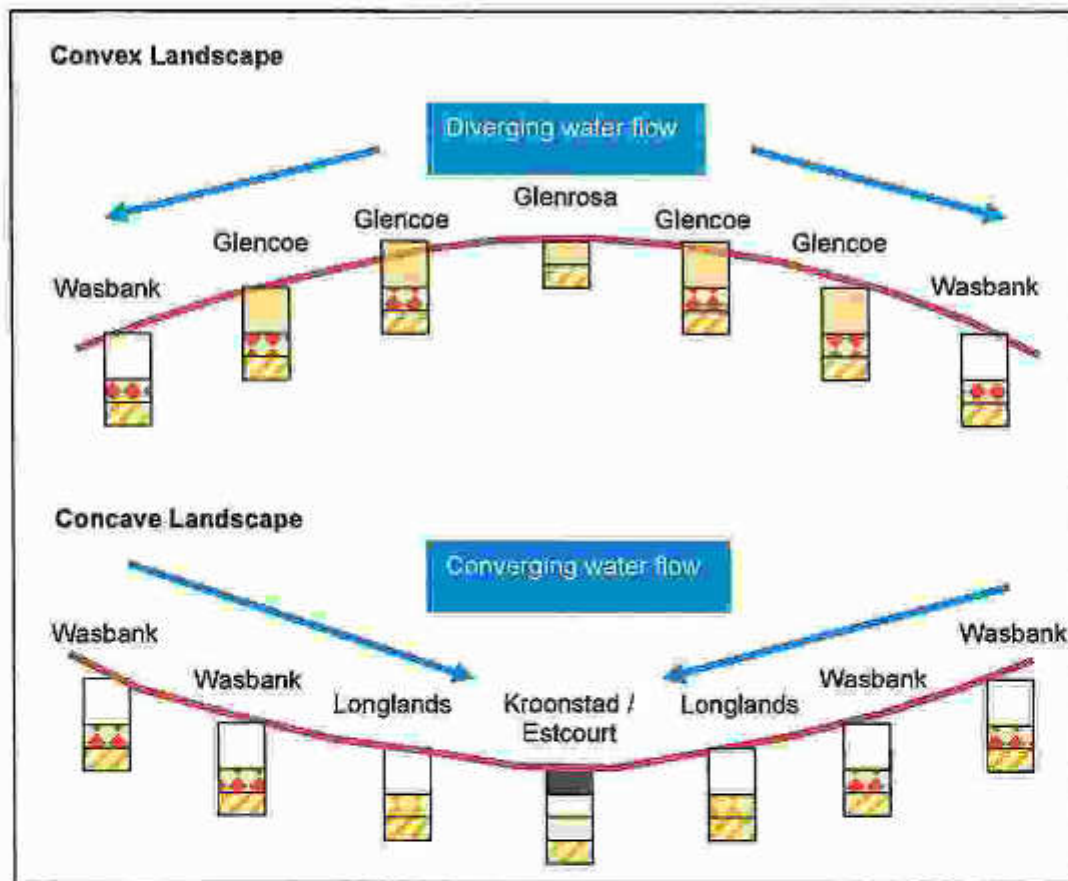 Convex Landscape
Diverging water flow
Glenrosa
Glencoe Glencoe
Glencoe Glencoe
Wasbank Wasbank
Concave Landscape
Converging water flow
Wasbank Wasbank
Wasbank Wasbank
Longlands Kroonstad / Longlands
Estcourt